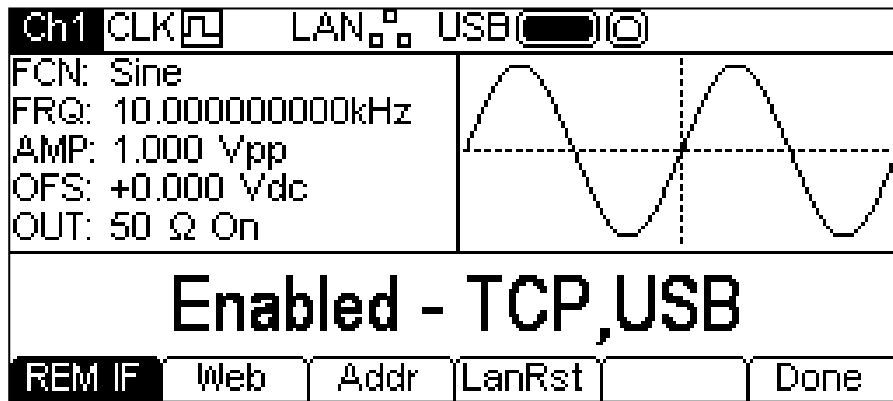 Ch1 CLK LAN USB
FCN: Sine
FRQ: 10.000000000kHz
AMP: 1.000 Vpp
OFS: +0.000 Vdc
OUT: 50 Ω On
Enabled - TCP,USB
REM IF Web Addr LanRst Done